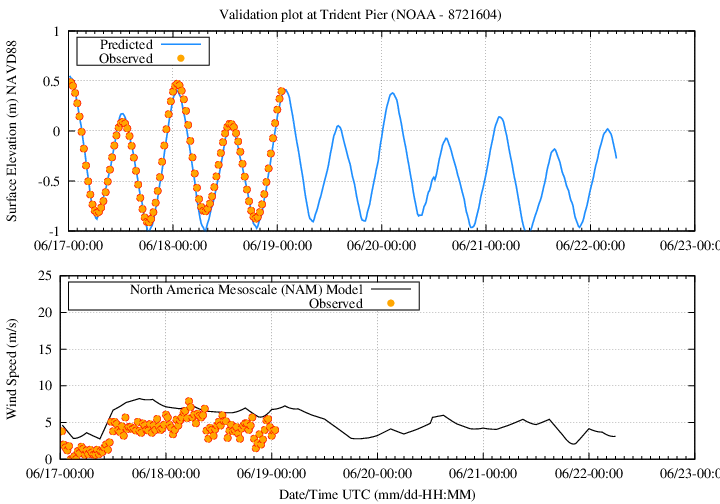 Validation plot at Trident Pier (NOAA - 8721604)
Surface Elevation (m) NAVD88
1
0.5
0
-0.5
-1
Predicted
Observed
06/17-00:00 06/18-00:00 06/19-00:00 06/20-00:00 06/21-00:00 06/22-00:00 06/23-0
Wind Speed (m/s)
25
20
15
10
5
0
North America Mesoscale (NAM) Model
Observed
06/17-00:00 06/18-00:00 06/19-00:00 06/20-00:00 06/21-00:00 06/22-00:00 06/23-0
Date/Time UTC (mm/dd-HH:MM)